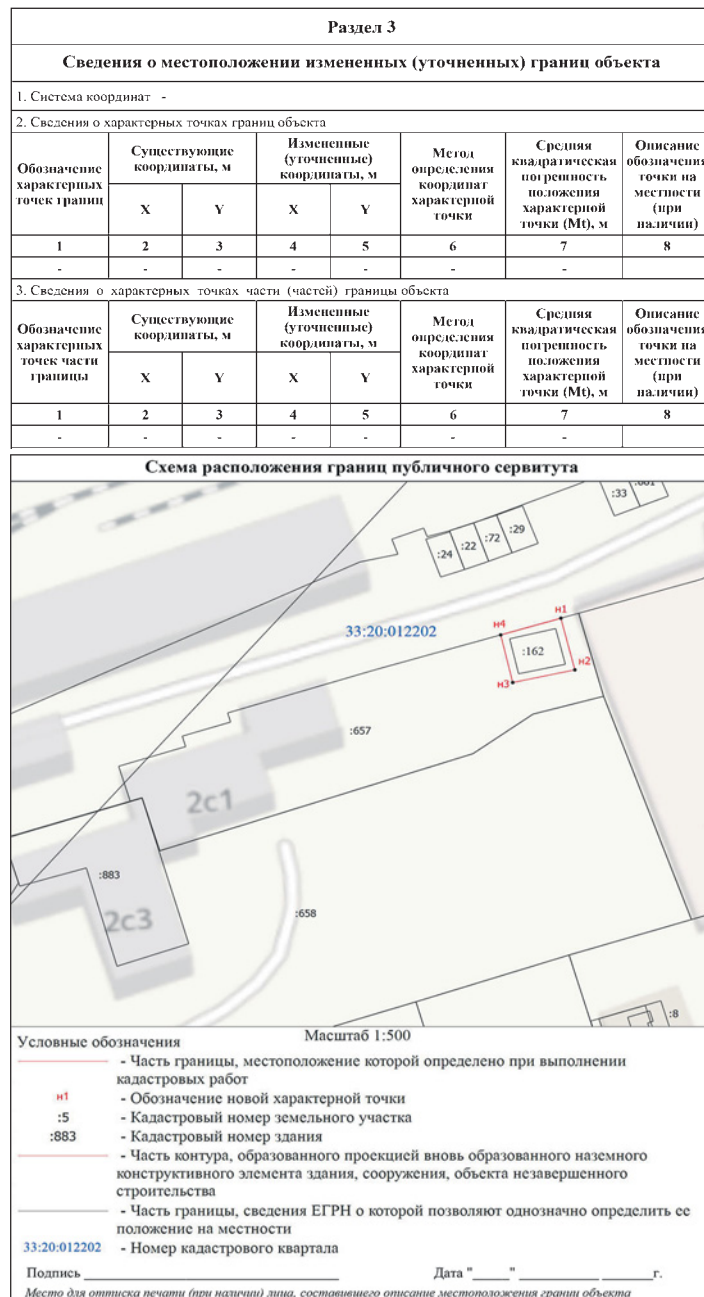 Раздел 3
Сведения о местоположении измененных (уточненных) границ объекта
1. Система координат -
2. Сведения о характерных точках границ объекта
Обозначение характерных точек границ
Существующие координаты, м
Измененные (уточненные) координаты, м
Метод определения координат характерной точки
Средняя квадратическая погрешность положения характерной точки (Mt), м
Описание обозначения точки на местности (при наличии)
X Y X Y
1 2 3 4 5 6 7 8
- - - - - - -
3. Сведения о характерных точках части (частей) границы объекта
Обозначение характерных точек части границы
Существующие координаты, м
Измененные (уточненные) координаты, м
Метод определения координат характерной точки
Средняя квадратическая погрешность положения характерной точки (Mt), м
Описание обозначения точки на местности (при наличии)
X Y X Y
1 2 3 4 5 6 7 8
- - - - - - -
Схема расположения границ публичного сервитута
:33
:24
:22
:72
:29
33:20:012202
н4
н1
:162
н2
н3
:657
2с1
:883
2с3
:658
:8
Масштаб 1:500
Условные обозначения
- Часть границы, местоположение которой определено при выполнении
кадастровых работ
н1 - Обозначение новой характерной точки
:5 - Кадастровый номер земельного участка
:883 - Кадастровый номер здания
- Часть контура, образованного проекцией вновь образованного наземного
конструктивного элемента здания, сооружения, объекта незавершенного
строительства
- Часть границы, сведения ЕГРН о которой позволяют однозначно определить ее
положение на местности
33:20:012202 - Номер кадастрового квартала
Подпись ____________ Дата "____" ____________ ______г.
Место для оттиска печати (при наличии) лица, составившего описание местоположения границ объекта